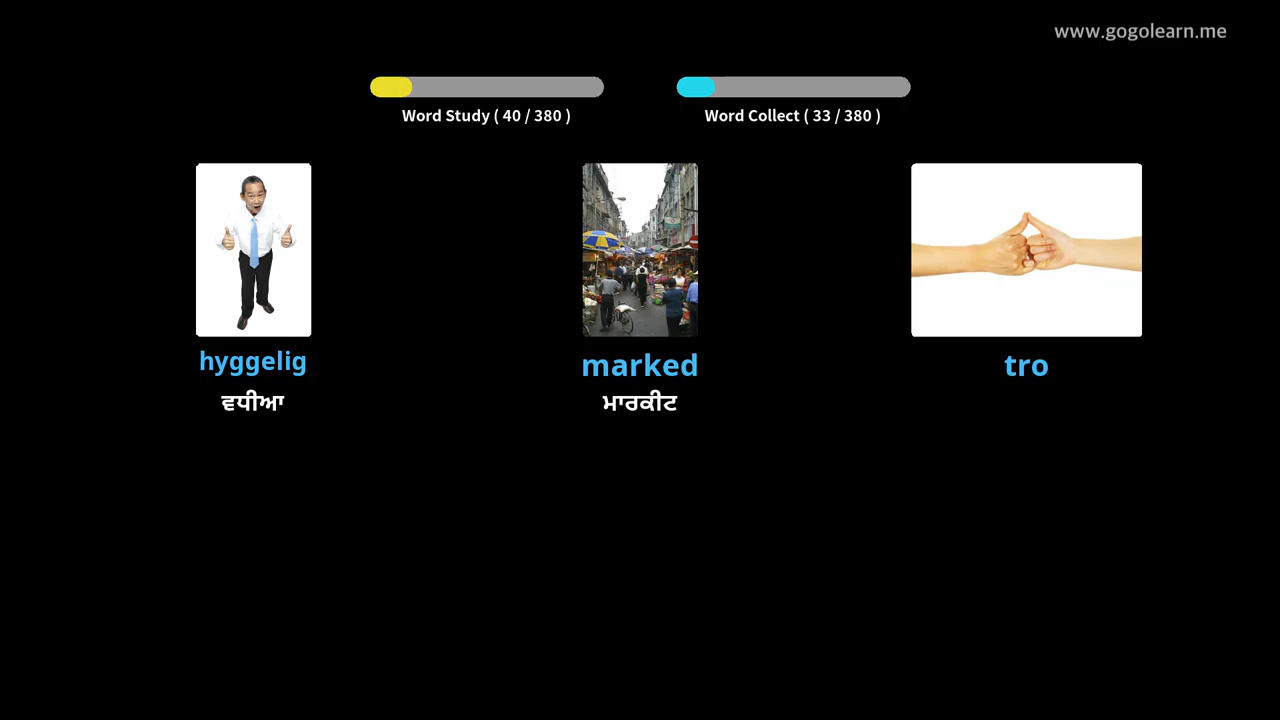 www.gogolearn.me
Word Study ( 40 / 380 )
Word Collect ( 33 / 380 )
hyggelig
marked
tro
ਵਧੀਆ
ਮਾਰਕੀਟ